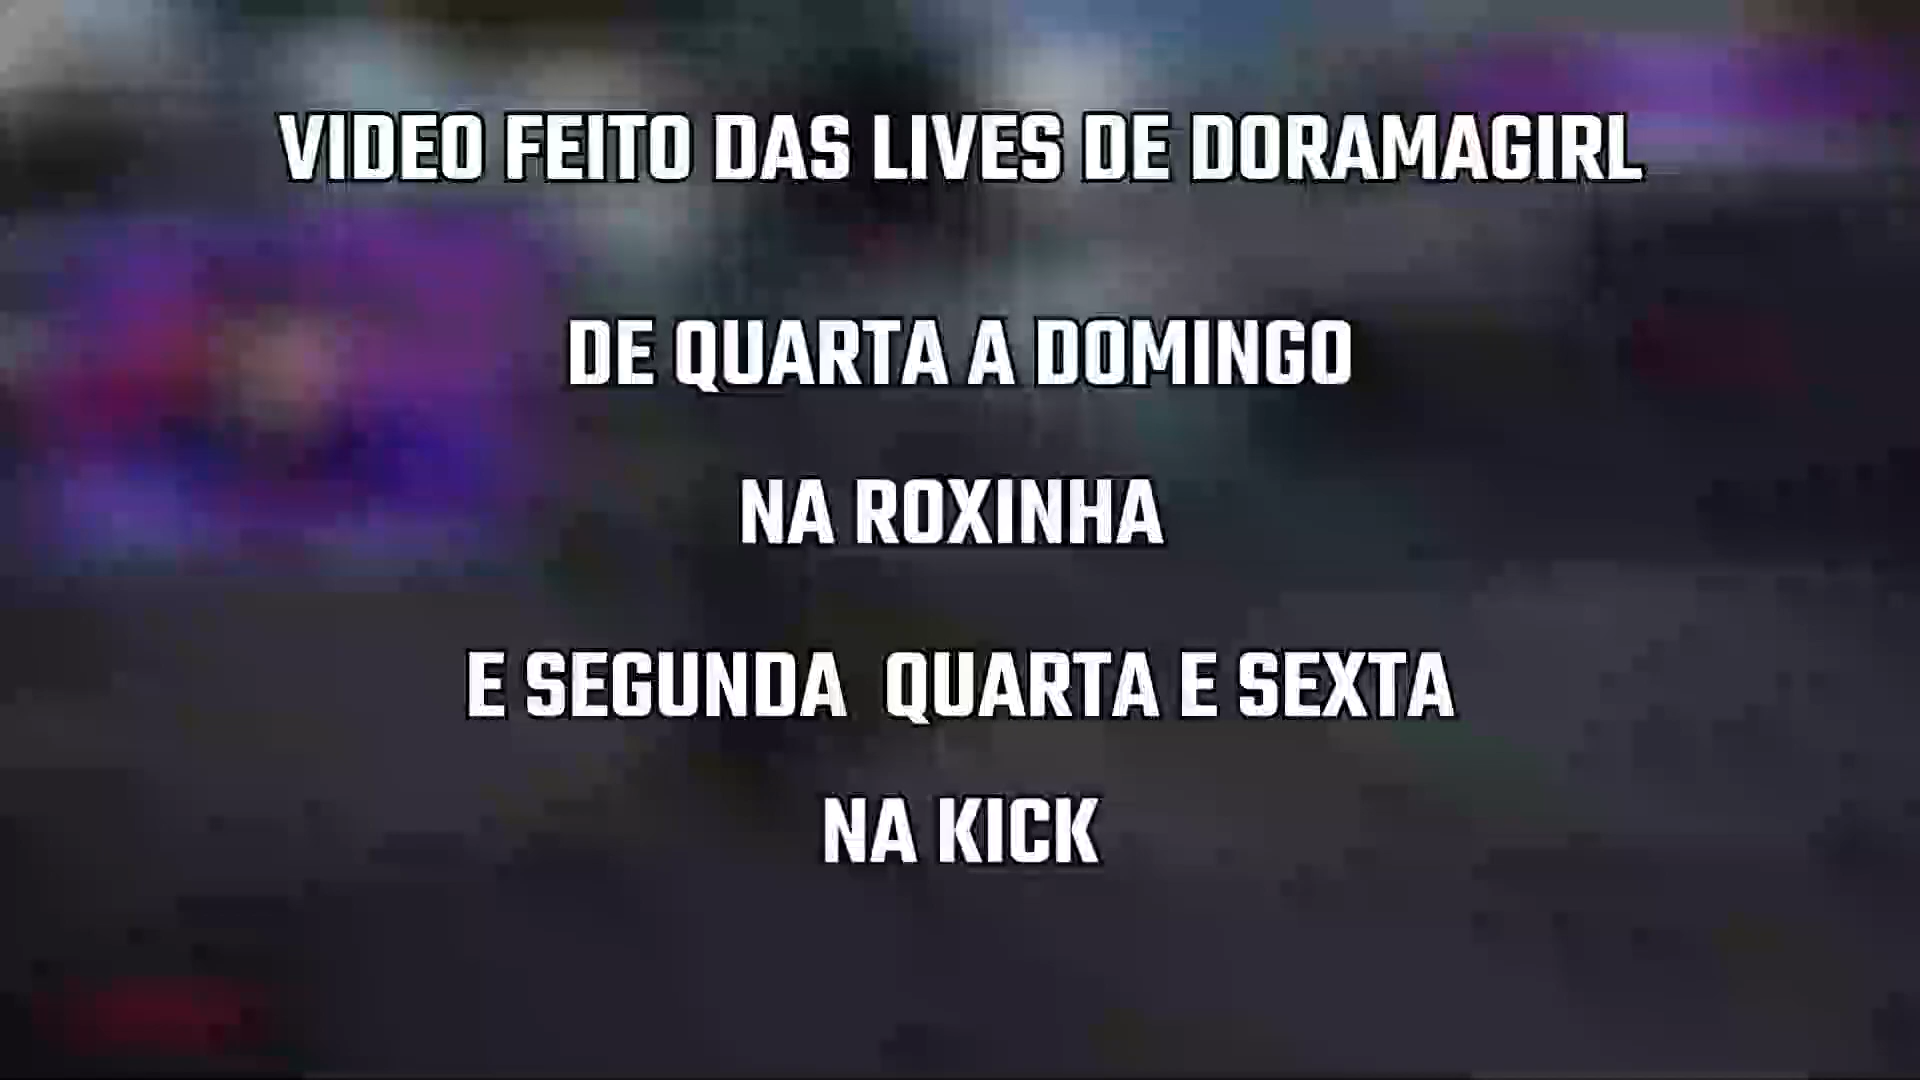 VIDEO FEITO DAS LIVES DE DORAMAGIRL
DE QUARTA A DOMINGO
NA ROXINHA
E SEGUNDA  QUARTA E SEXTA
NA KICK